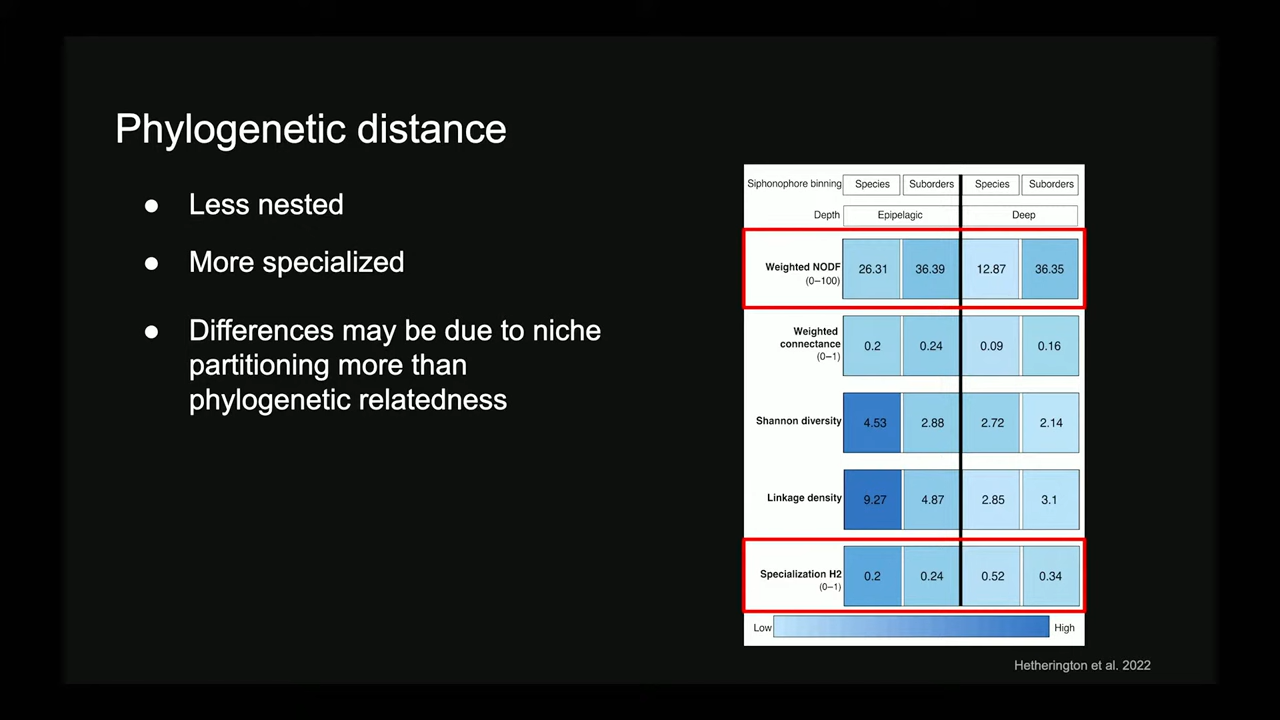 Phylogenetic distance
● Less nested
● More specialized
● Differences may be due to niche
partitioning more than
phylogenetic relatedness
Siphonophore binning Species Suborders Species Suborders
Depth Epipelagic Deep
Weighted NODF
(0–100)
26.31 36.39 12.87 36.35
Weighted
connectance
(0–1)
0.2 0.24 0.09 0.16
Shannon diversity 4.53 2.88 2.72 2.14
Linkage density 9.27 4.87 2.85 3.1
Specialization H2
(0–1)
0.2 0.24 0.52 0.34
Low High
Hetherington et al. 2022